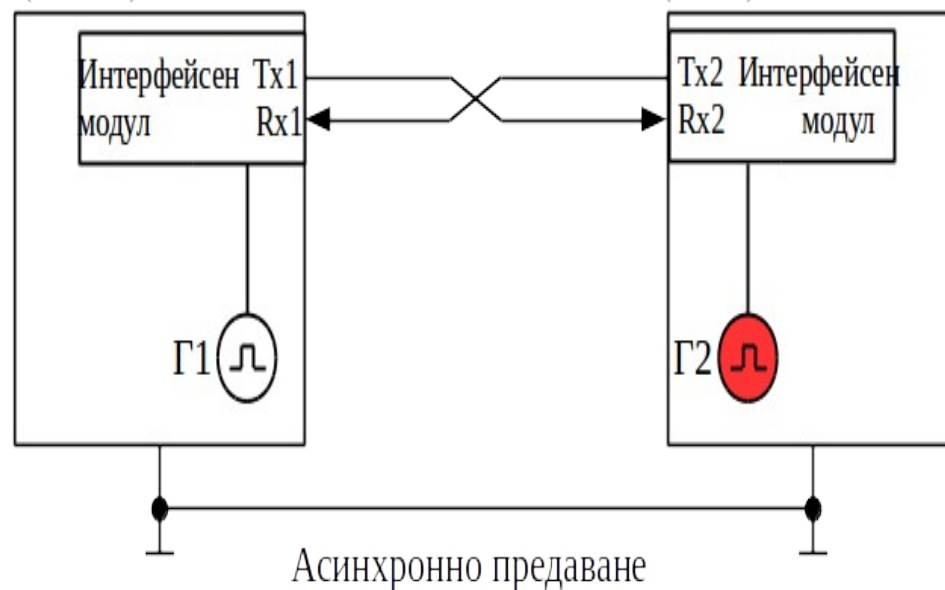 Интерфейсен Tx1
модул Rx1
Tx2 Интерфейсен
Rx2 модул
Г1
Г2
Асинхронно предаване